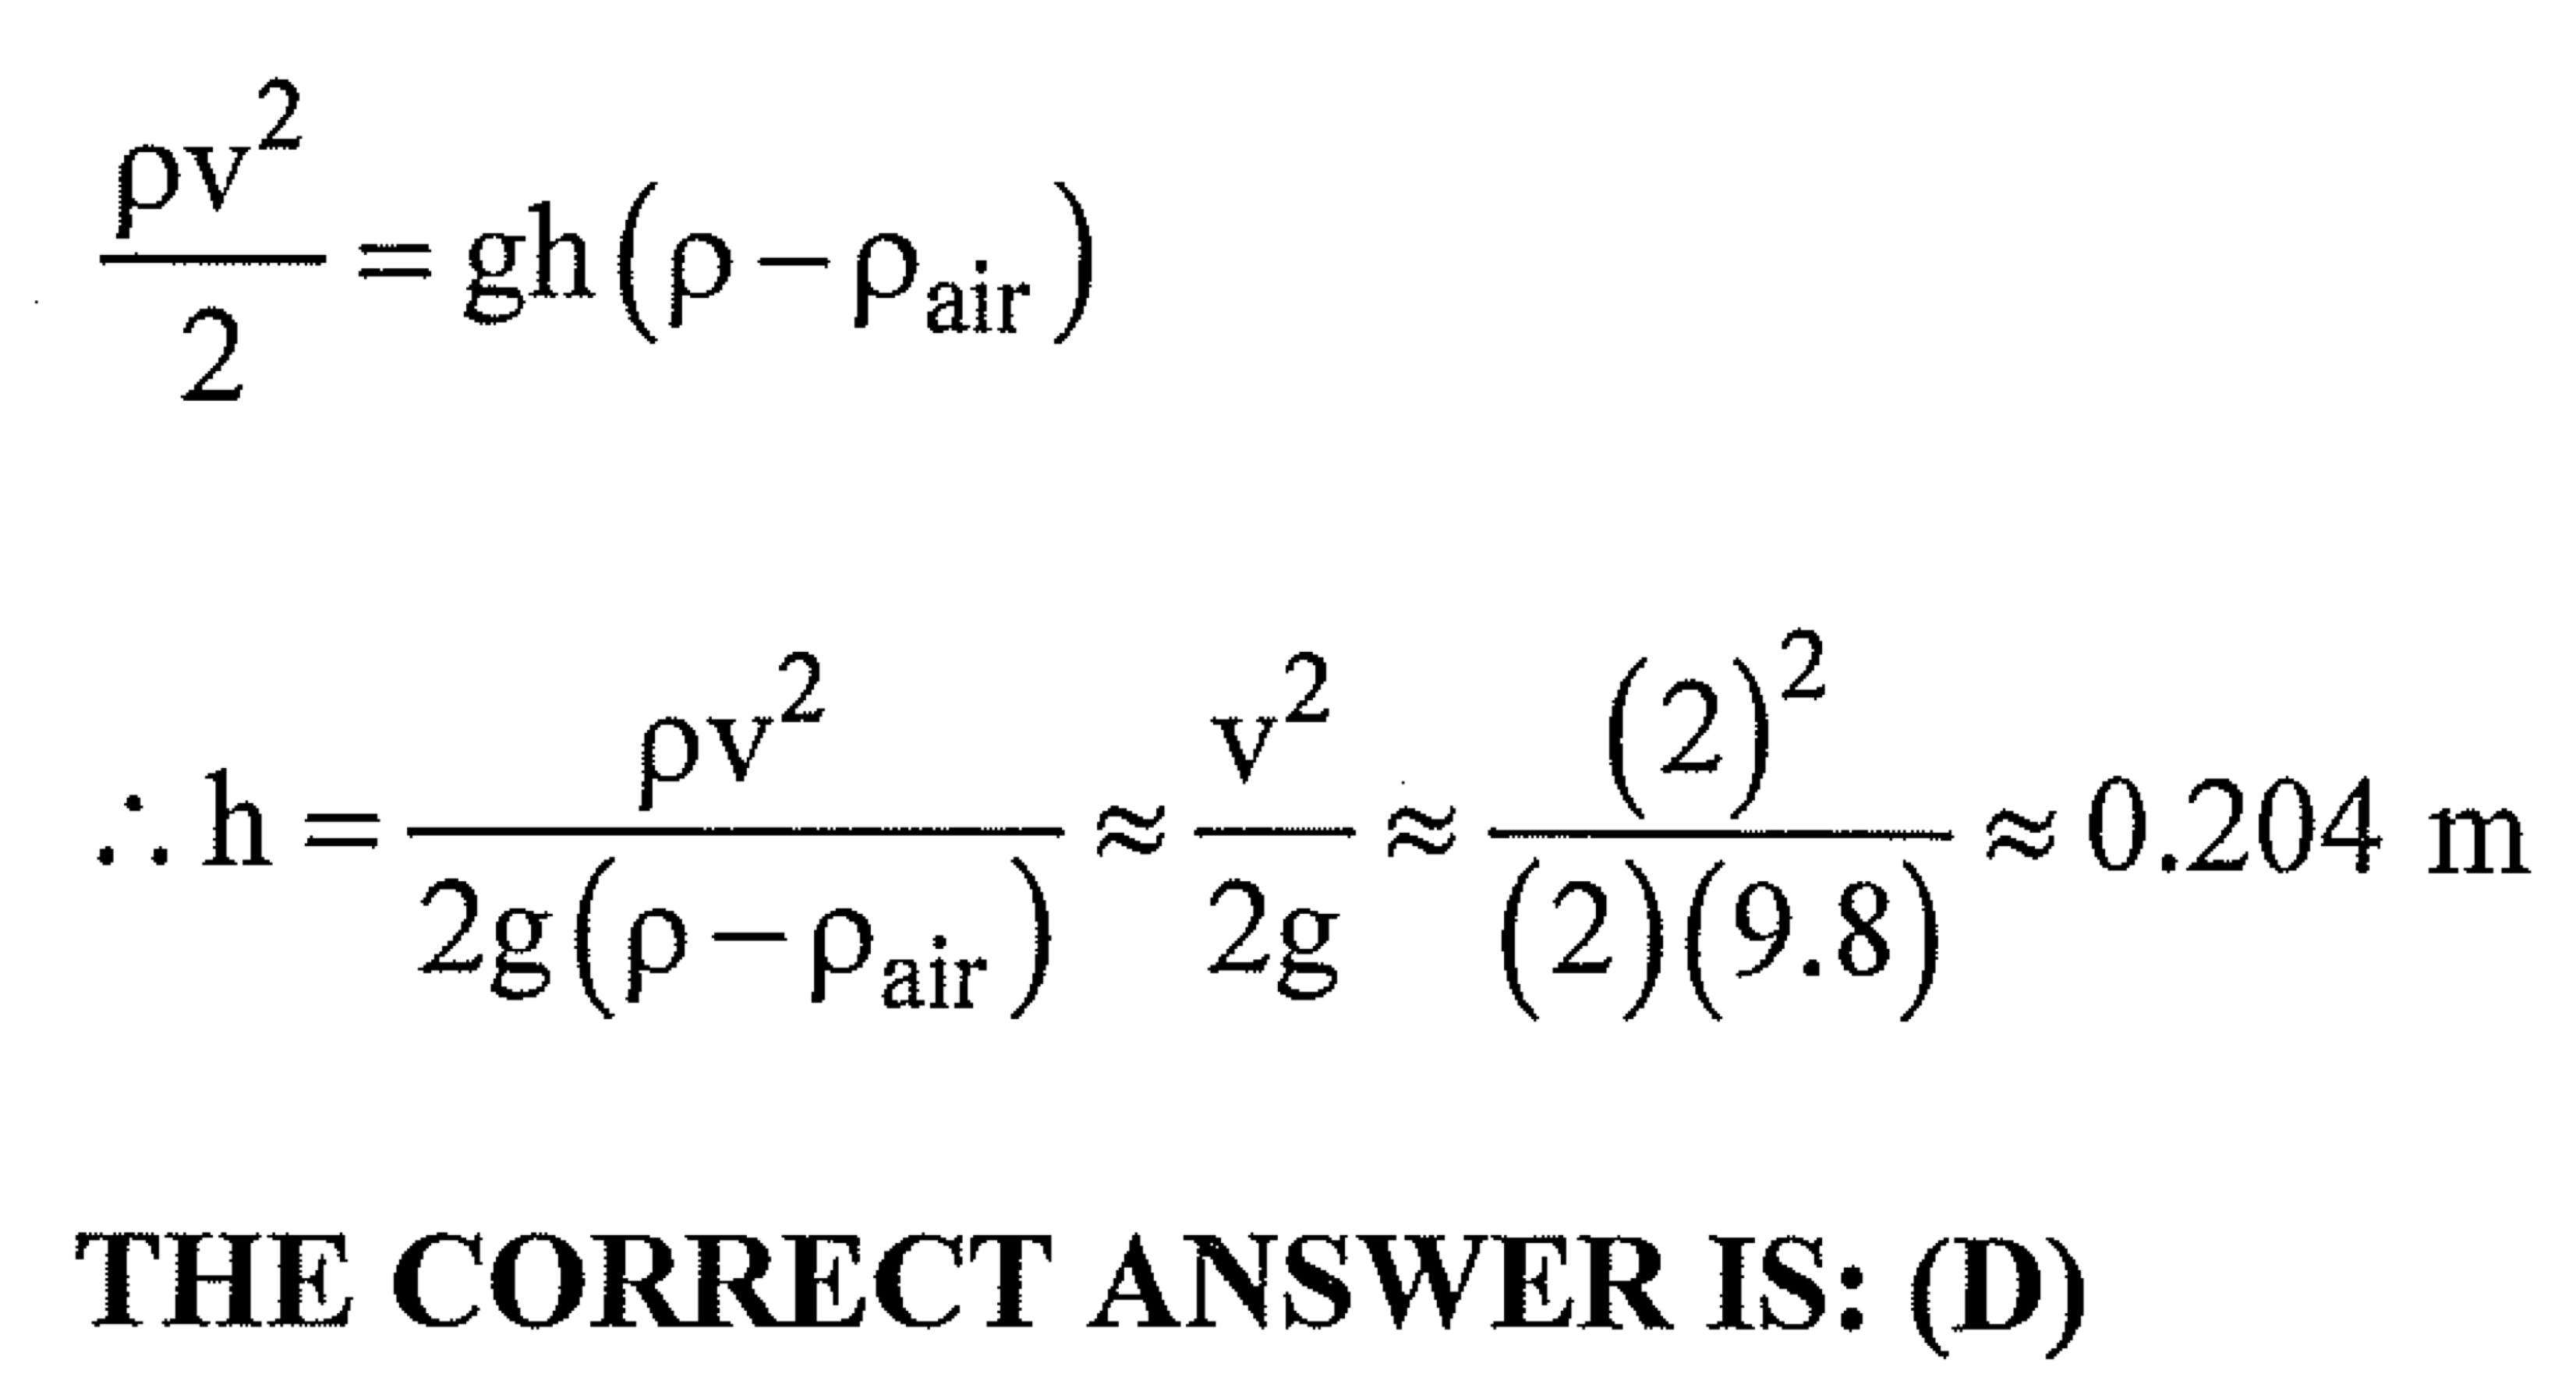 ρv²/2 = gh(ρ − ρ_air)
∴ h = ρv²/2g(ρ − ρ_air) ≈ v²/2g ≈ (2)²/(2)(9.8) ≈ 0.204 m
THE CORRECT ANSWER IS: (D)